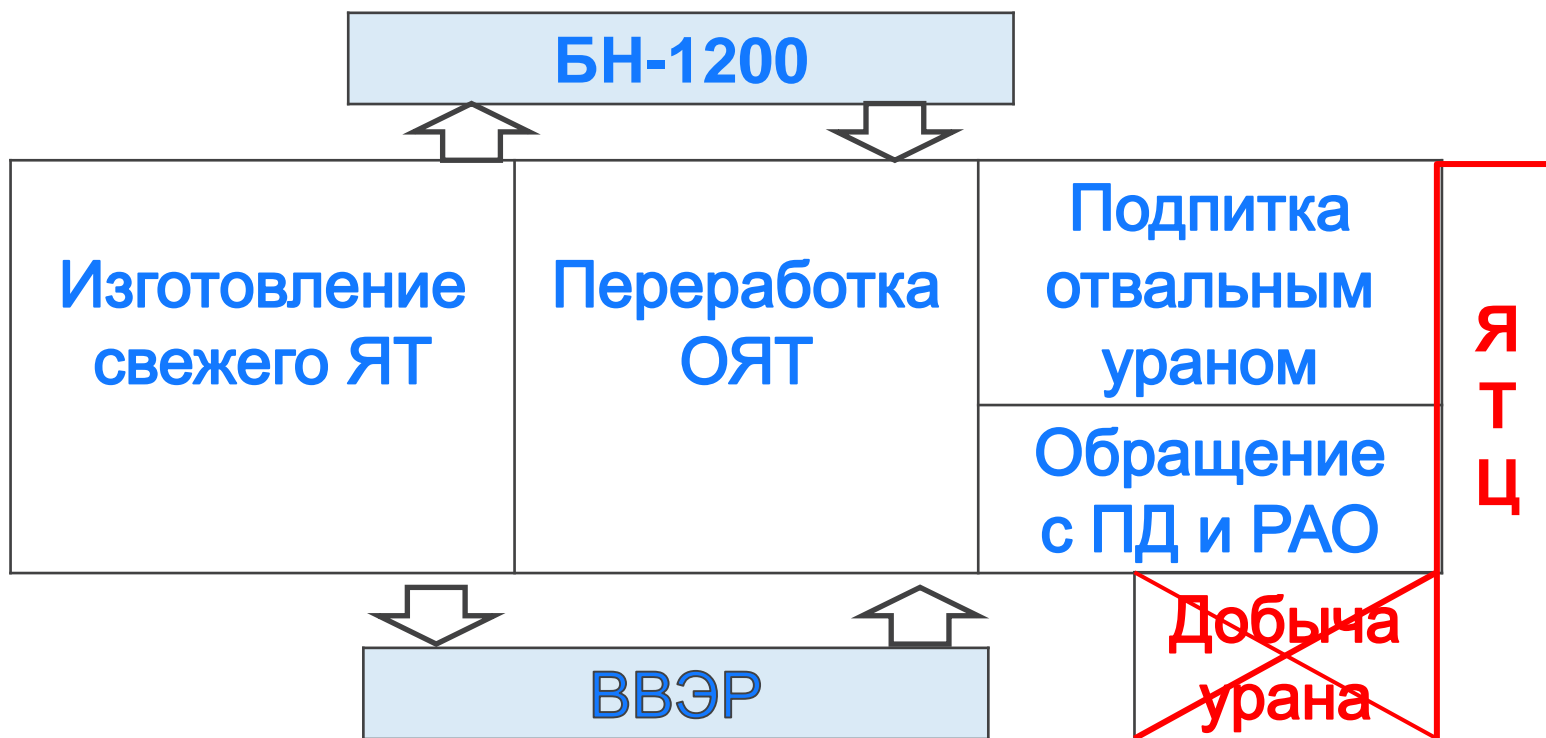 БН-1200
Изготовление
свежего ЯТ
Переработка
ОЯТ
Подпитка
отвальным
ураном
Обращение
с ПД и РАО
Я
Т
Ц
ВВЭР
Добыча
урана